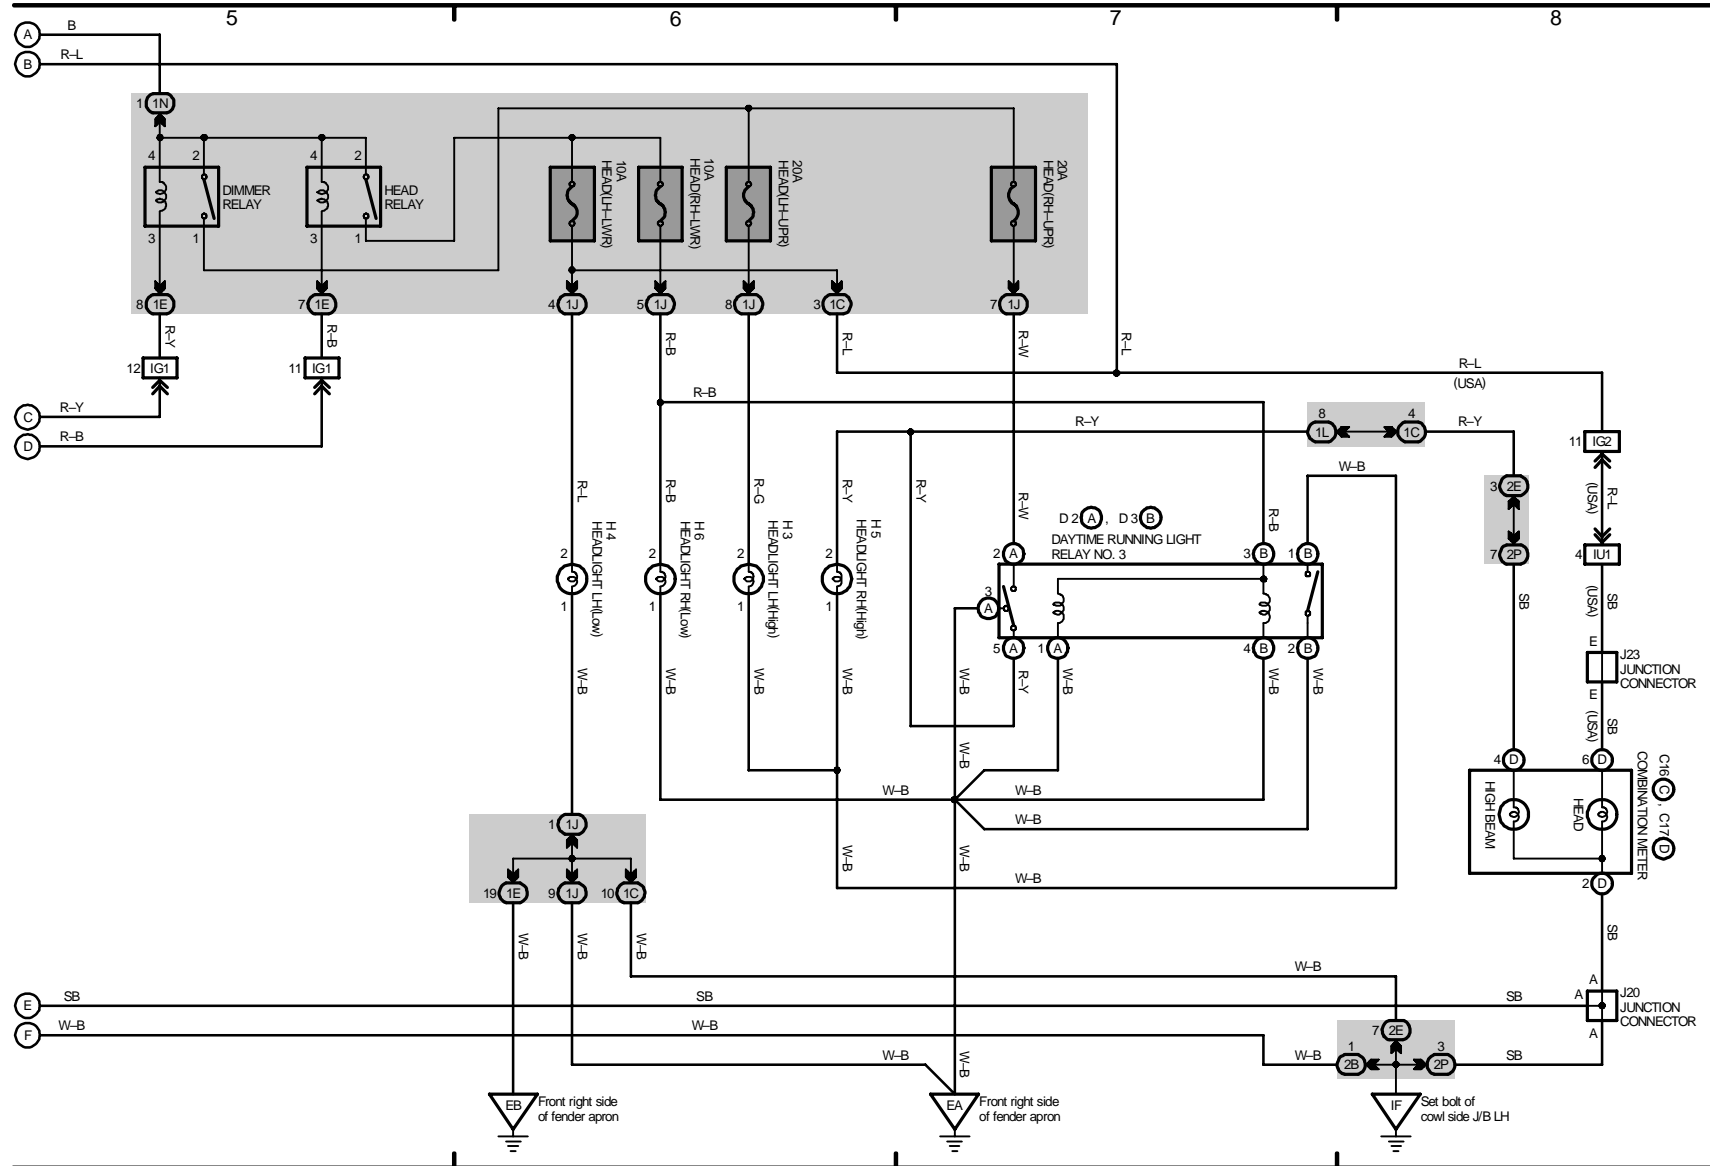 5 6 7 8
A B
B R–L
1 1N
4 2 4 2
DIMMER
RELAY
HEAD
RELAY
3 1 3 1
10A
HEAD(LH–LWR)
10A
HEAD(RH–LWR)
20A
HEAD(LH–UPR)
20A
HEAD(RH–UPR)
8 1E 7 1E 4 1J 5 1J 8 1J 3 1C 7 1J
R–Y R–B R–B R–L R–W R–L
12 IG1 11 IG1
R–L
(USA)
C R–Y
D R–B
R–B
R–Y
8 4
1L 1C
R–Y
11 IG2
W–B
3 2E
R–L
(USA)
R–L R–B R–G R–Y R–Y R–W R–B
D 2 A , D 3 B
DAYTIME RUNNING LIGHT
RELAY NO. 3
H 4
HEADLIGHT LH(Low)
H 6
HEADLIGHT RH(Low)
H 3
HEADLIGHT LH(High)
H 5
HEADLIGHT RH(High)
2 2 2 2
1 1 1 1
2 A 3 B 1 B
3
A
5 A 1 A 4 B 2 B
7 2P 4 IU1
SB
SB
(USA)
E
J23
JUNCTION
CONNECTOR
E
SB
(USA)
W–B W–B W–B W–B W–B R–Y W–B W–B W–B
W–B
4 D 6 D
HIGH BEAM
HEAD
C16 C , C17 D
COMBINATION METER
2 D
W–B W–B
W–B
W–B W–B
1 1J
19 1E 9 1J 10 1C
W–B W–B W–B
SB
W–B
A
E SB SB SB A
J20
JUNCTION
CONNECTOR
A
F W–B W–B
7 2E
W–B W–B W–B
1 3
2B 2P
SB
EB
Front right side
of fender apron
EA
Front right side
of fender apron
IF
Set bolt of
cowl side J/B LH